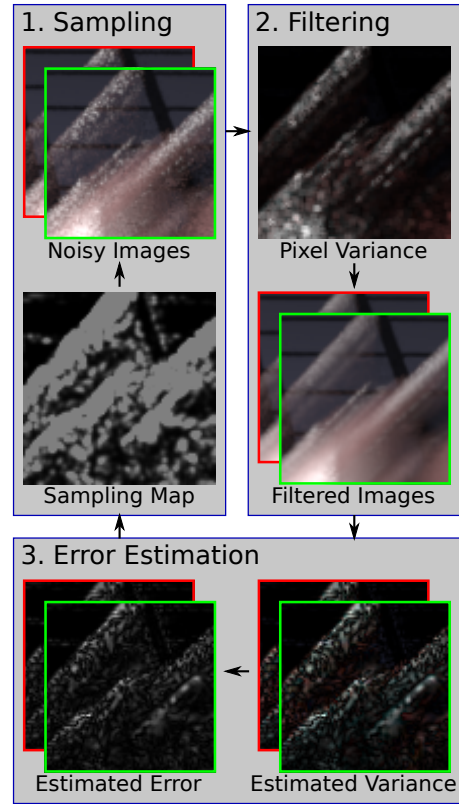 1. Sampling
Noisy Images
Sampling Map
2. Filtering
Pixel Variance
Filtered Images
3. Error Estimation
Estimated Error
Estimated Variance